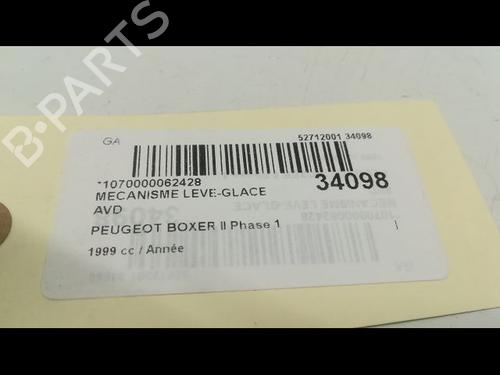 B-PARTS
GA
52712001 34098
*1070000062428
34098
MECANISME LEVE-GLACE
AVD
PEUGEOT BOXER II Phase 1
1999 cc / Année